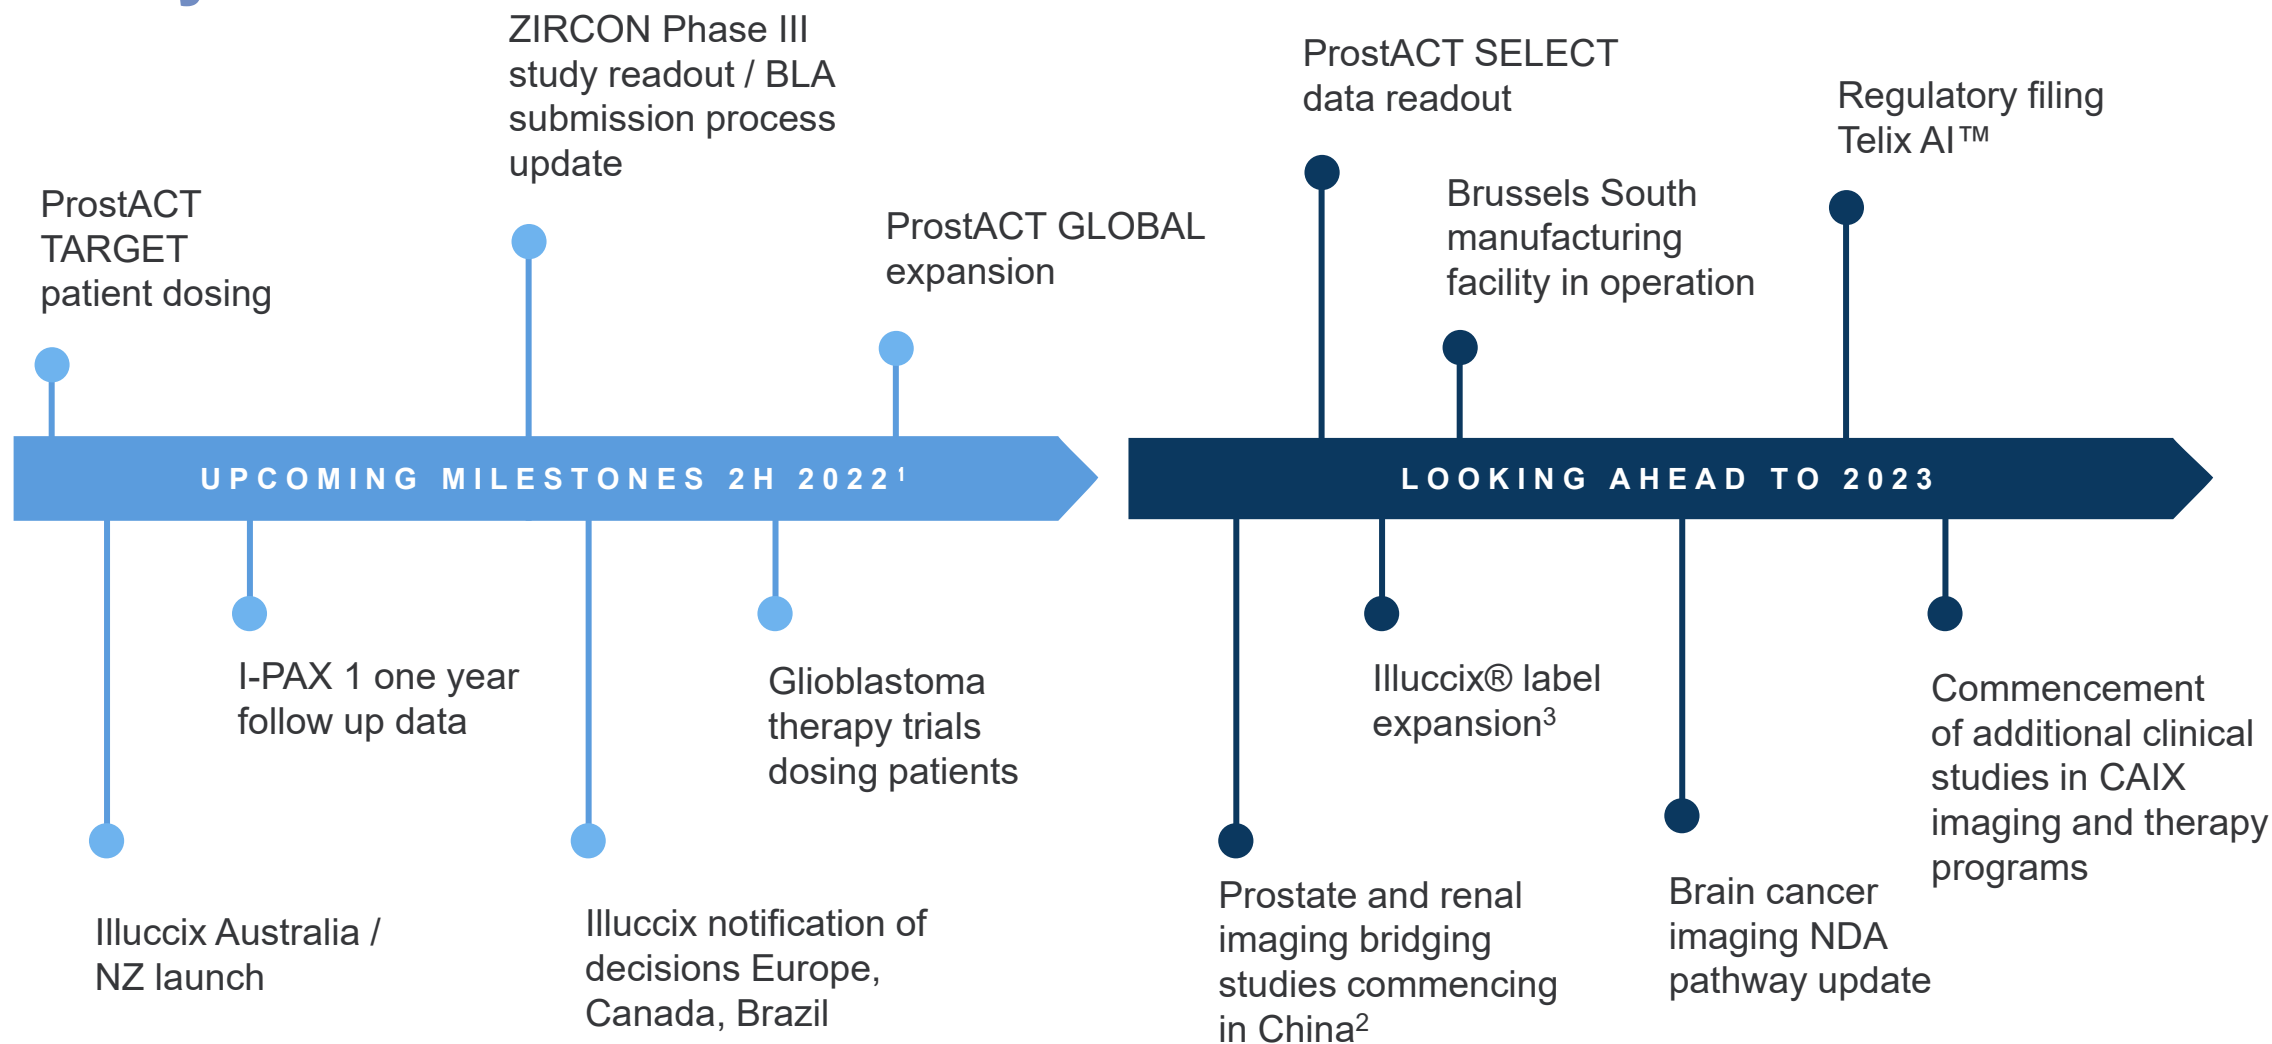 ZIRCON Phase III
study readout / BLA
submission process
update
ProstACT SELECT
data readout
Regulatory filing
Telix AI™
ProstACT
TARGET
patient dosing
ProstACT GLOBAL
expansion
Brussels South
manufacturing
facility in operation
UPCOMING MILESTONES 2H 2022¹
LOOKING AHEAD TO 2023
I-PAX 1 one year
follow up data
Glioblastoma
therapy trials
dosing patients
Illuccix® label
expansion³
Commencement
of additional clinical
studies in CAIX
imaging and therapy
programs
Illuccix Australia /
NZ launch
Illuccix notification of
decisions Europe,
Canada, Brazil
Prostate and renal
imaging bridging
studies commencing
in China²
Brain cancer
imaging NDA
pathway update